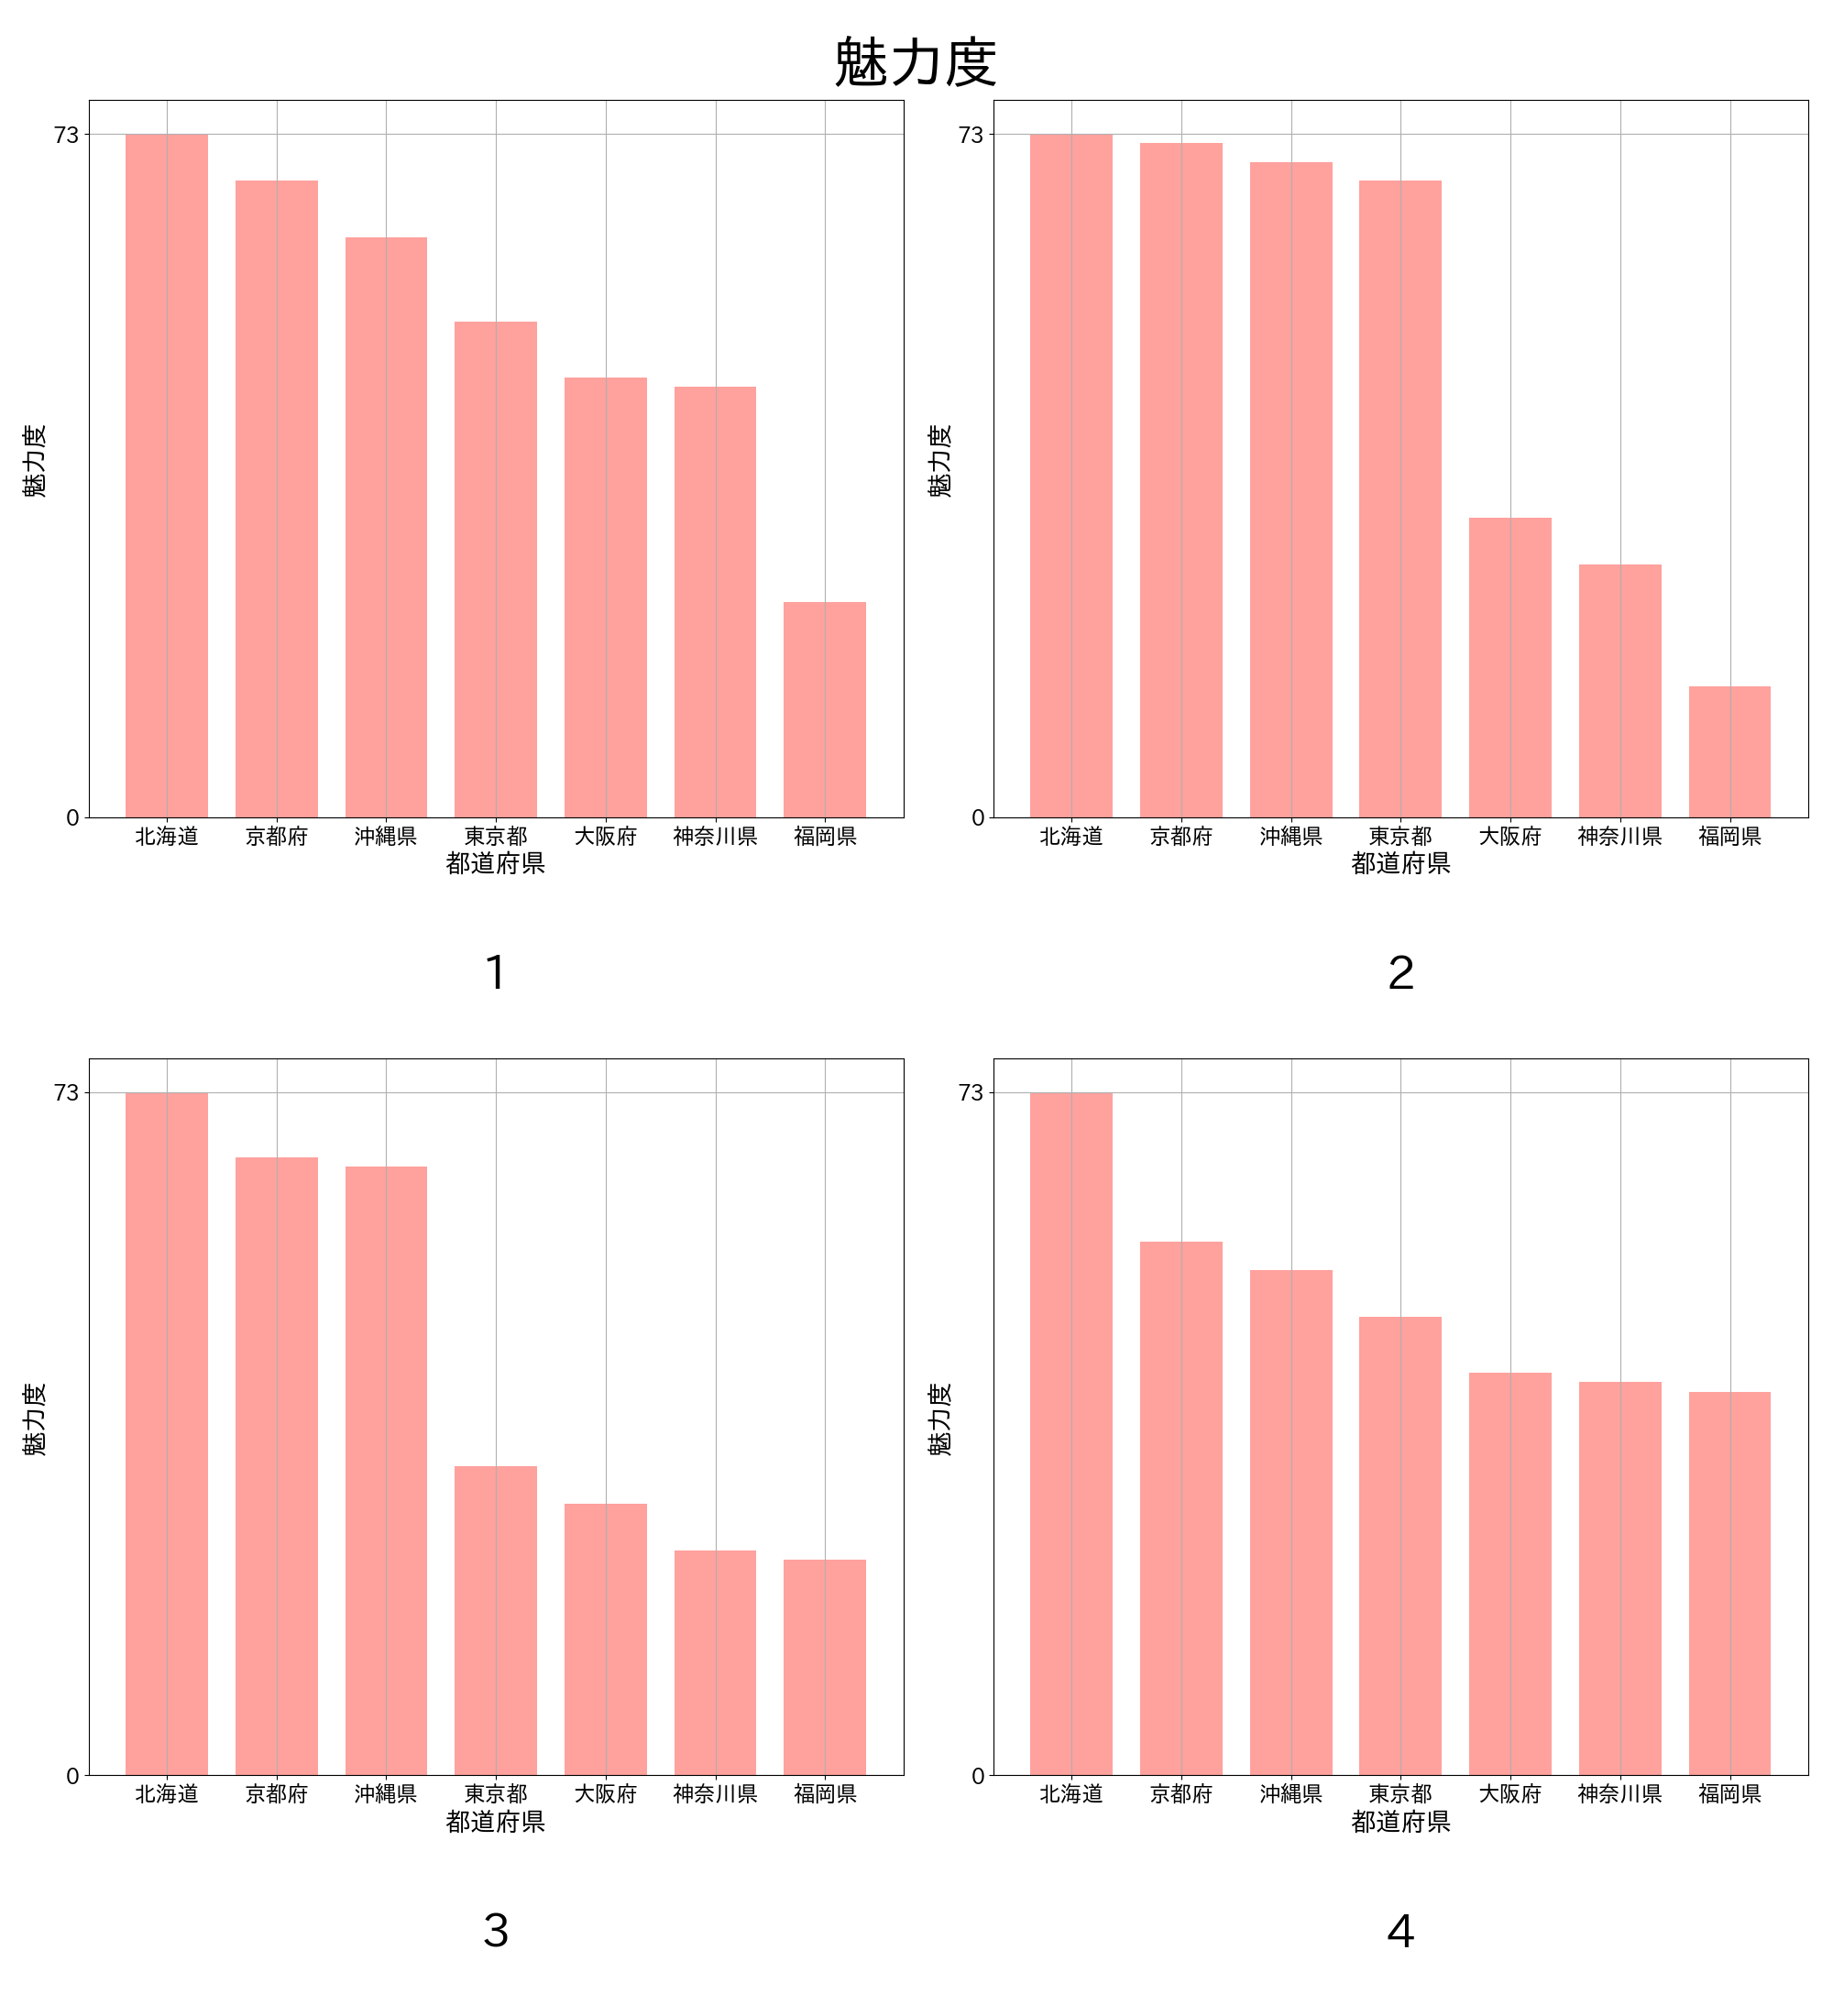 魅力度
73
魅力度
0
北海道 京都府 沖縄県 東京都 大阪府 神奈川県 福岡県
都道府県
1
73
魅力度
0
北海道 京都府 沖縄県 東京都 大阪府 神奈川県 福岡県
都道府県
2
73
魅力度
0
北海道 京都府 沖縄県 東京都 大阪府 神奈川県 福岡県
都道府県
3
73
魅力度
0
北海道 京都府 沖縄県 東京都 大阪府 神奈川県 福岡県
都道府県
4